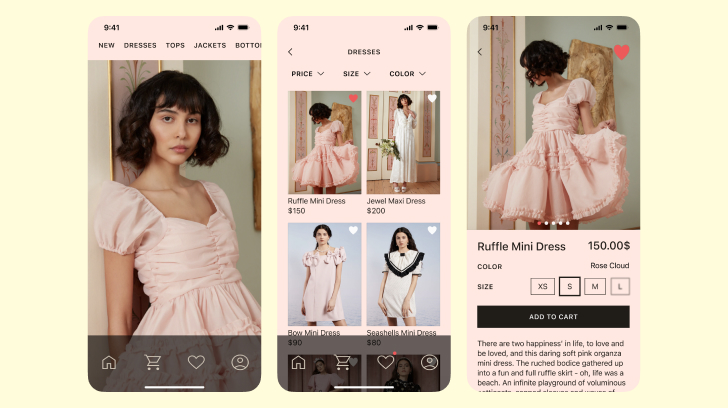 9:41
NEW DRESSES TOPS JACKETS BOTTO
9:41
DRESSES
PRICE SIZE COLOR
Ruffle Mini Dress
$150
Jewel Maxi Dress
$200
Bow Mini Dress
$90
Seashells Mini Dress
$80
9:41
Ruffle Mini Dress 150.00$
COLOR Rose Cloud
SIZE XS S M L
ADD TO CART
There are two happiness' in life, to love and
be loved, and this daring soft pink organza
mini dress. The ruched bodice gathered up
into a fun and full ruffle skirt - oh, life was a
beach. An infinite playground of voluminous